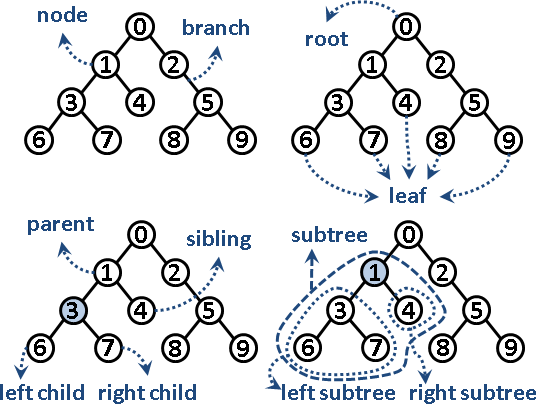 node
branch
0
1 2
3 4 5
6 7 8 9
root
0
1 2
3 4 5
6 7 8 9
leaf
parent
sibling
0
1 2
3 4 5
6 7 8 9
left child right child
subtree
0
1 2
3 4 5
6 7 8 9
left subtree right subtree